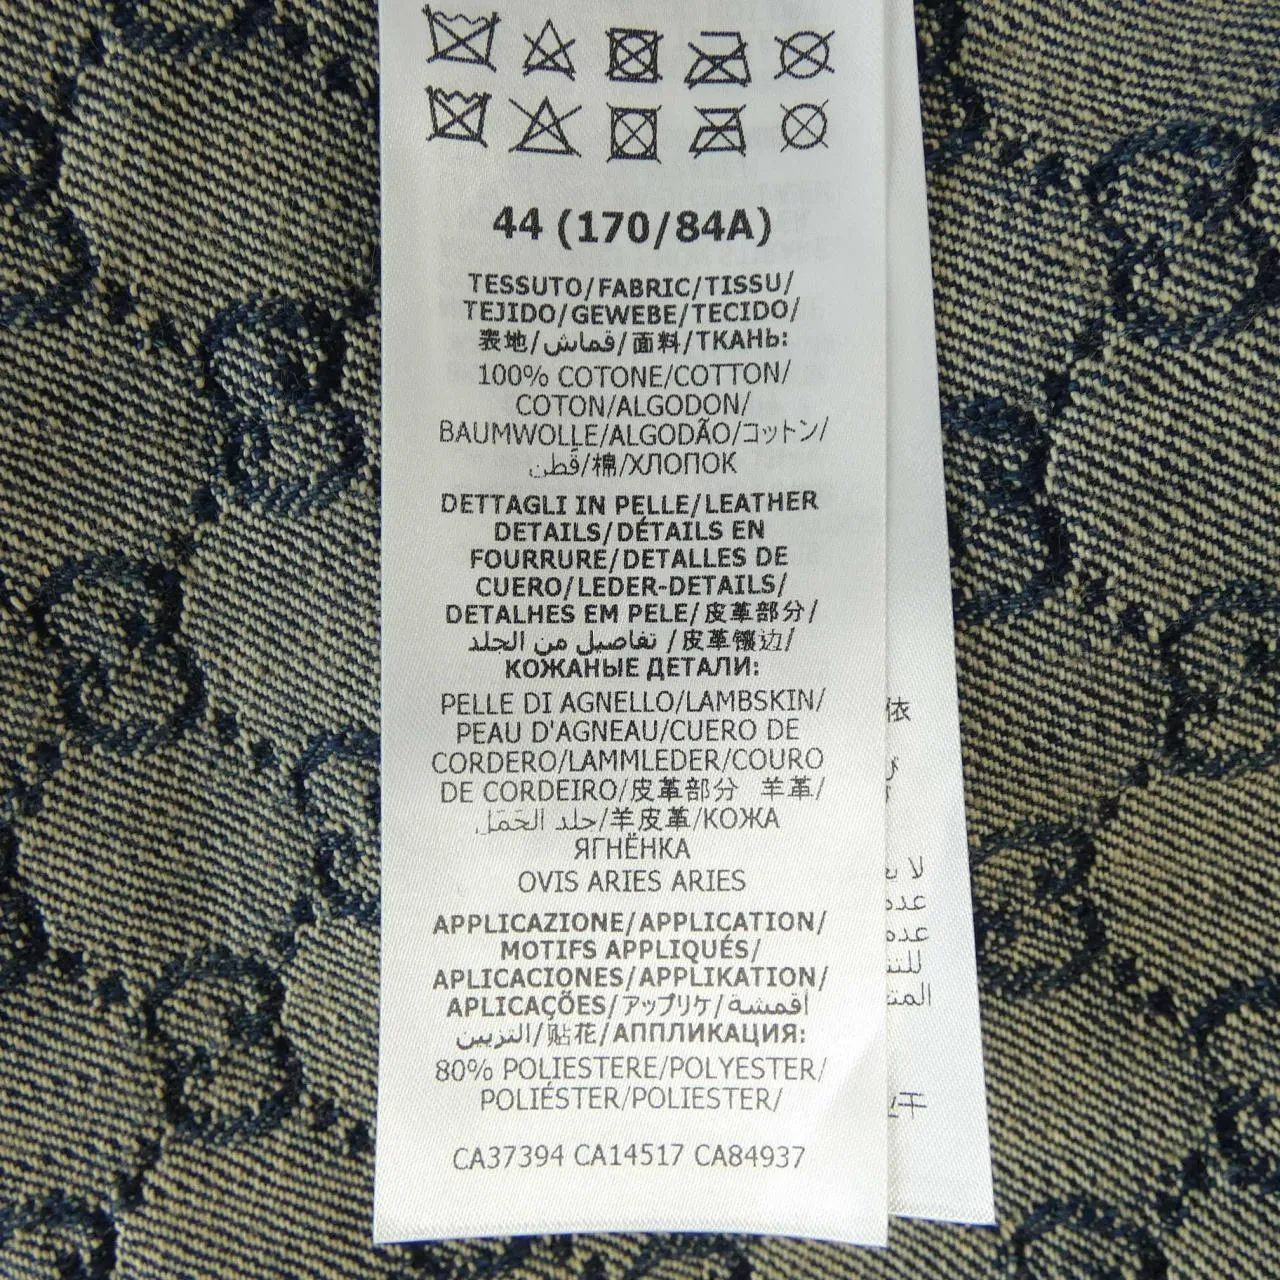 44 (170/84A)
TESSUTO/FABRIC/TISSU/
TEJIDO/GEWEBE/TECIDO/
表地/قماش/面料/ТКАНЬ:
100% COTONE/COTTON/
COTON/ALGODON/
BAUMWOLLE/ALGODÃO/コットン/
قطن/棉/ХЛОПОК
DETTAGLI IN PELLE/LEATHER
DETAILS/DÉTAILS EN
FOURRURE/DETALLES DE
CUERO/LEDER-DETAILS/
DETALHES EM PELE/皮革部分/
تفاصيل من الجلد/皮革镶边/
КОЖАНЫЕ ДЕТАЛИ:
PELLE DI AGNELLO/LAMBSKIN/
PEAU D'AGNEAU/CUERO DE
CORDERO/LAMMLEDER/COURO
DE CORDEIRO/皮革部分 羊革/
جلد الحَمَل/羊皮革/КОЖА
ЯГНЁНКА
OVIS ARIES ARIES
APPLICAZIONE/APPLICATION/
MOTIFS APPLIQUÉS/
APLICACIONES/APPLIKATION/
APLICAÇÕES/アップリケ/أقمشة
التزيين/贴花/АППЛИКАЦИЯ:
80% POLIESTERE/POLYESTER/
POLIÉSTER/POLIESTER/
CA37394 CA14517 CA84937